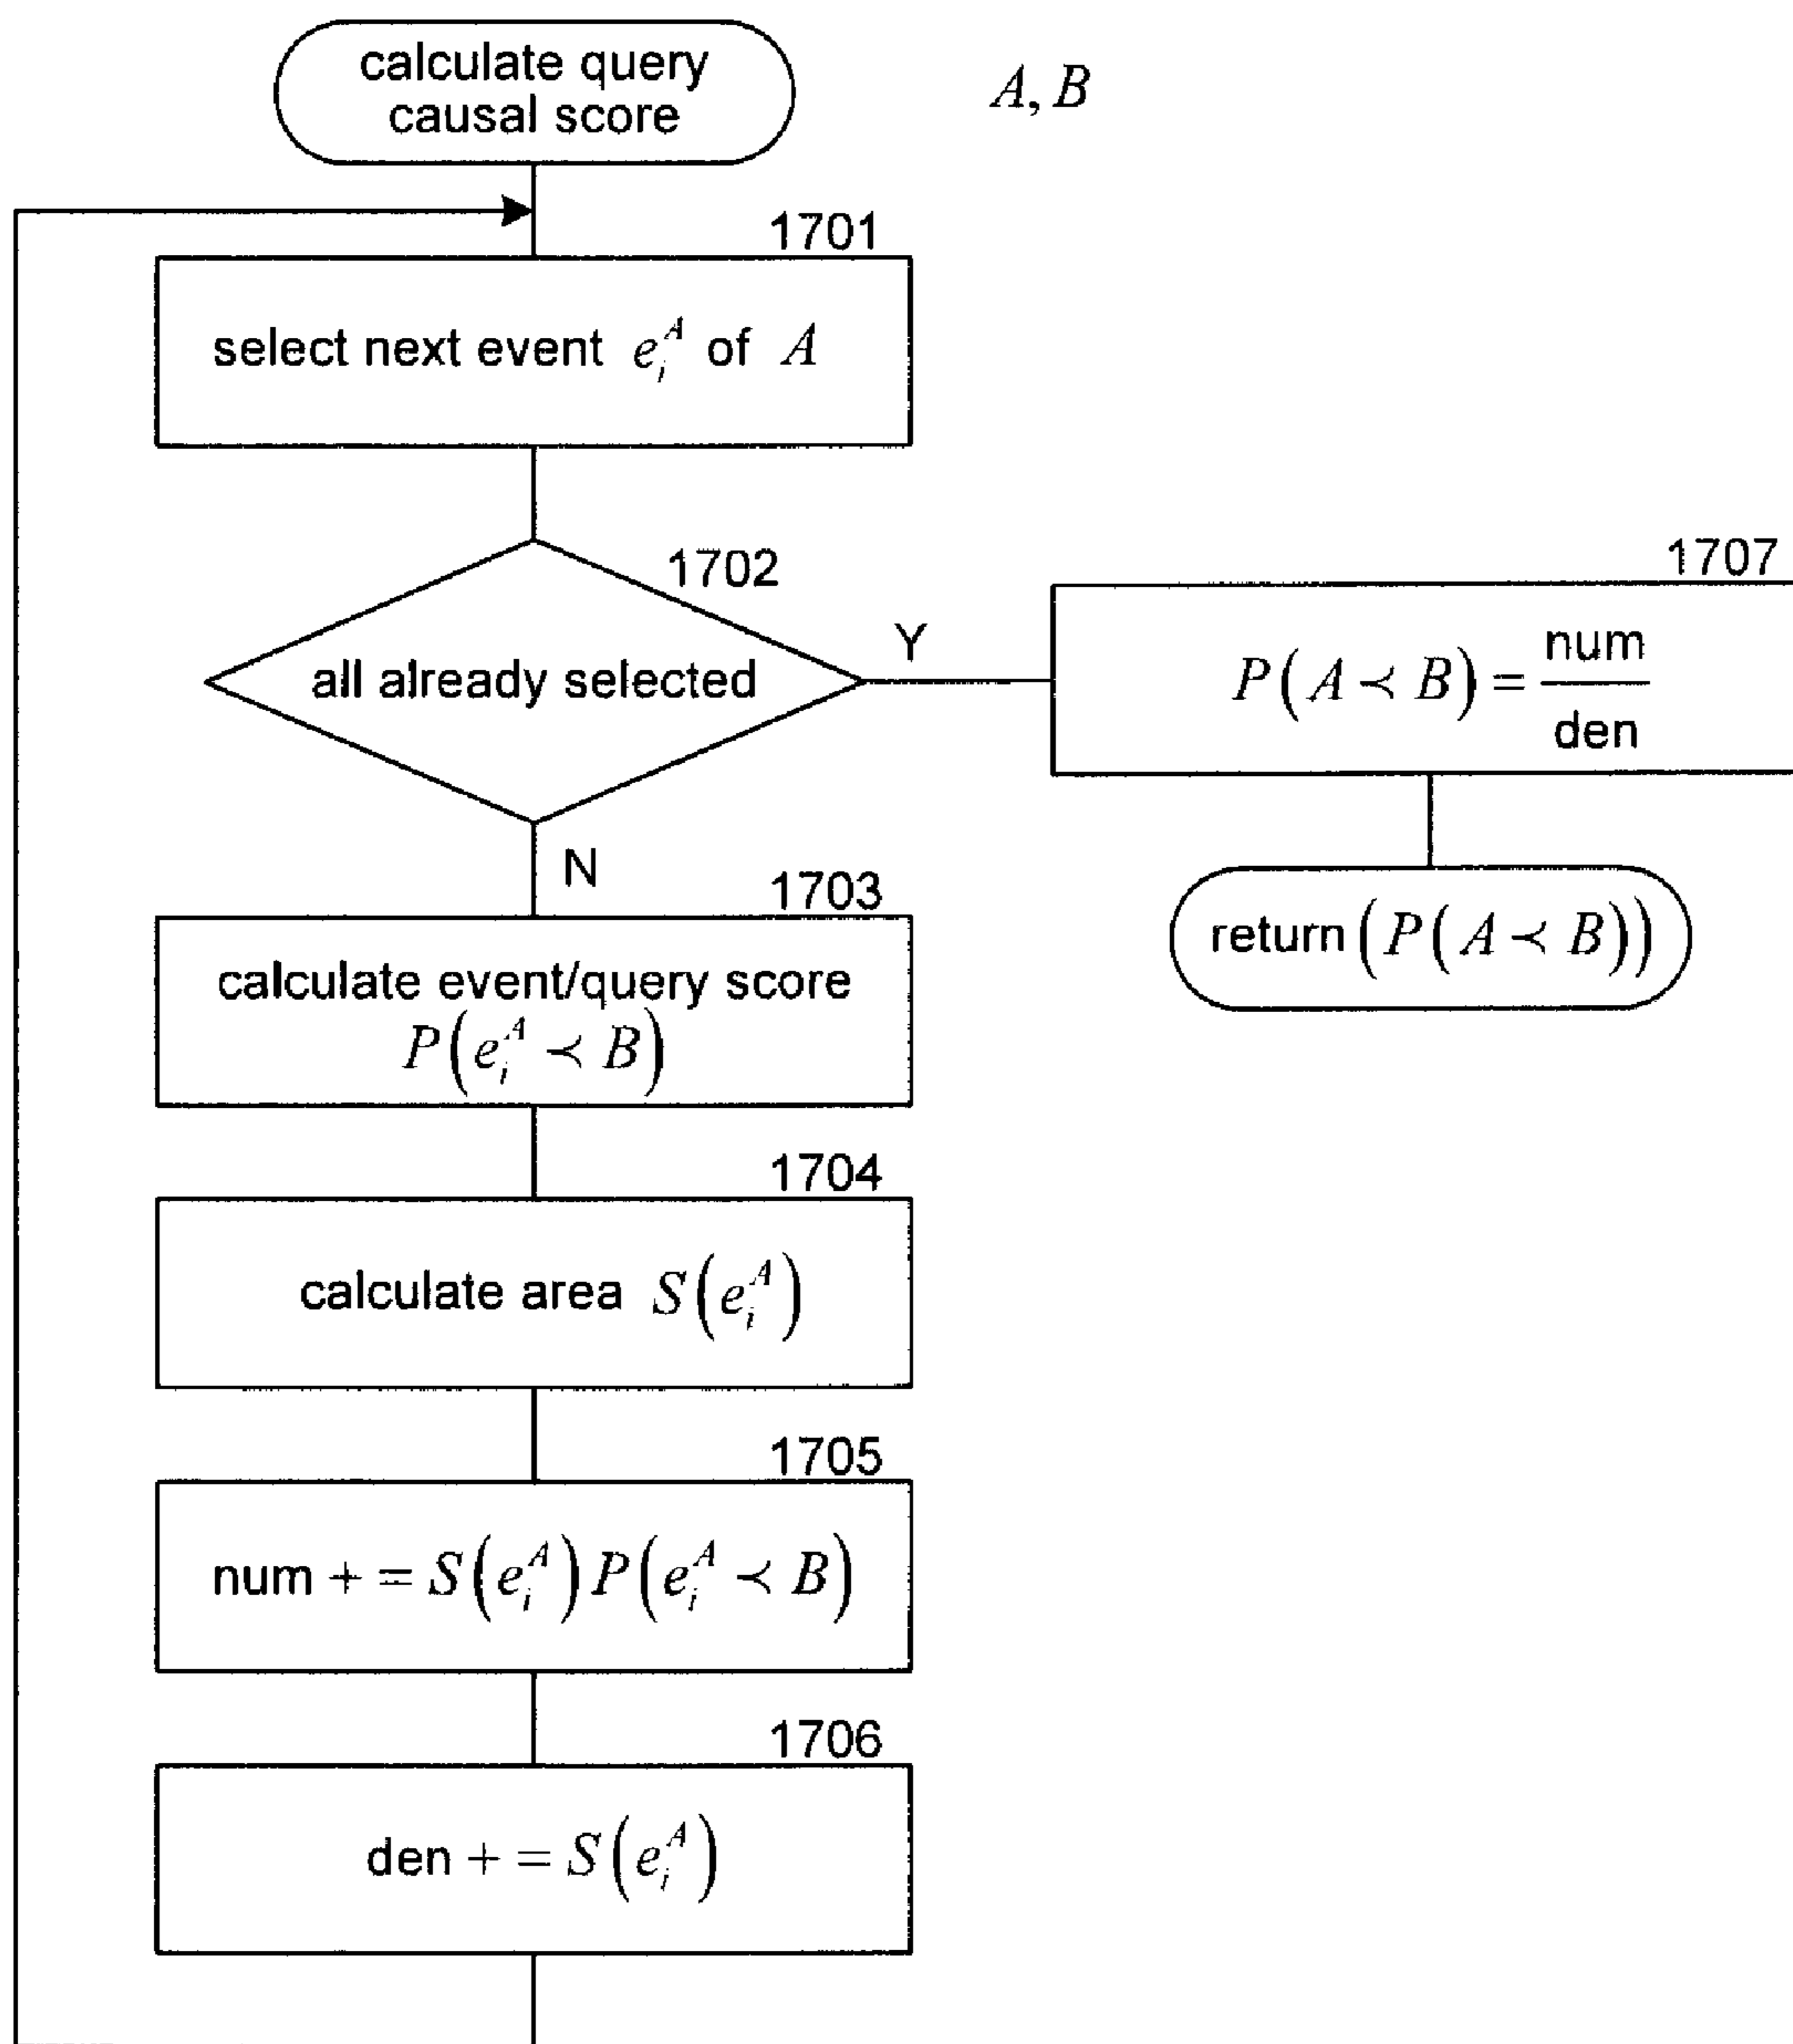 calculate query
causal score
A, B
1701
select next event e_i^A of A
1702
all already selected
Y
1707
P(A ≺ B) = num
den
return (P(A ≺ B))
N
1703
calculate event/query score
P(e_i^A ≺ B)
1704
calculate area S(e_i^A)
1705
num + = S(e_i^A) P(e_i^A ≺ B)
1706
den + = S(e_i^A)